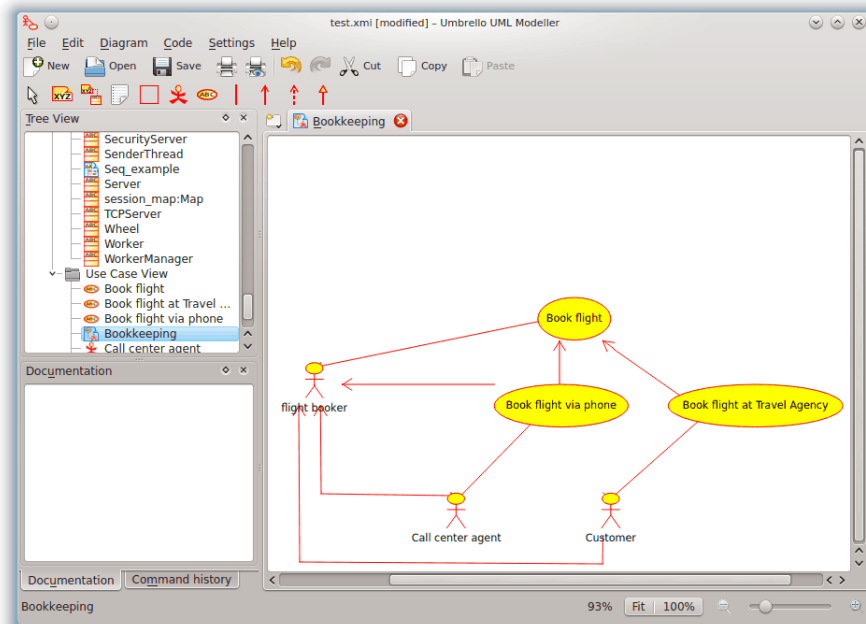 test.xmi [modified] – Umbrello UML Modeller
File Edit Diagram Code Settings Help
New Open Save Cut Copy Paste
XYZ XYZ ABC
Tree View
Bookkeeping
SecurityServer
SenderThread
Seq_example
Server
session_map:Map
TCPServer
Wheel
Worker
WorkerManager
Use Case View
Book flight
Book flight at Travel ...
Book flight via phone
Bookkeeping
Call center agent
Documentation
Book flight
flight booker
Book flight via phone
Book flight at Travel Agency
Call center agent
Customer
Documentation Command history
Bookkeeping
93% Fit 100%